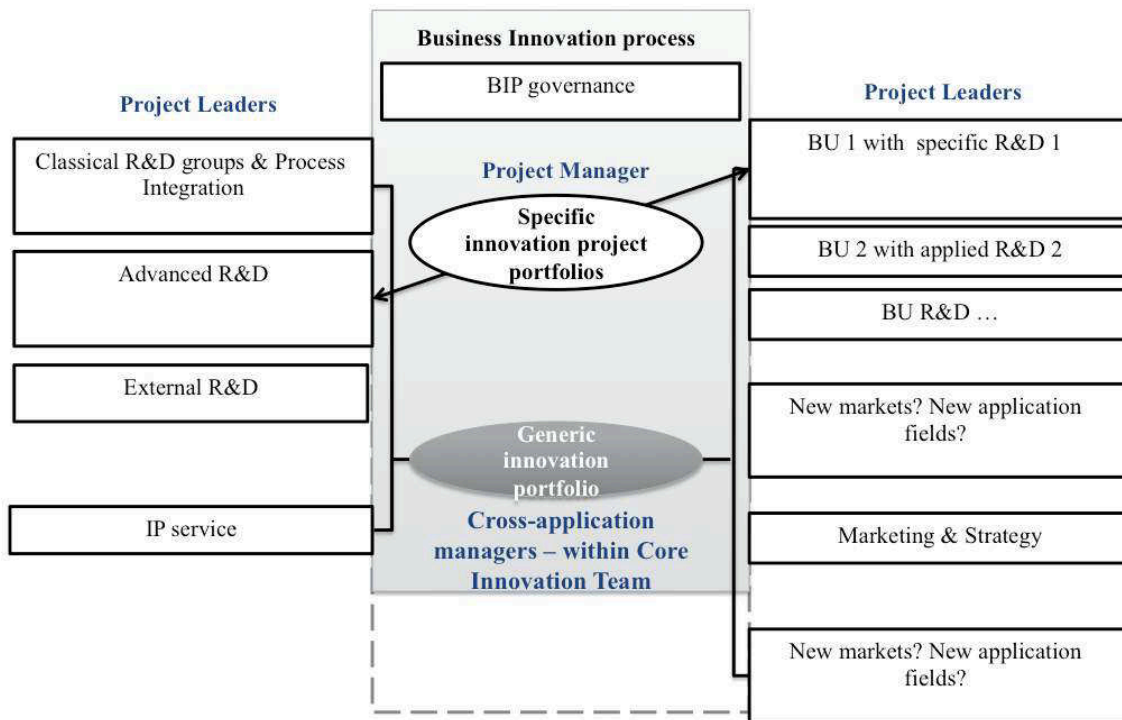 Business Innovation process
BIP governance
Project Leaders
Classical R&D groups & Process
Integration
Advanced R&D
External R&D
IP service
Project Manager
Specific
innovation project
portfolios
Generic
innovation
portfolio
Cross-application
managers – within Core
Innovation Team
Project Leaders
BU 1 with specific R&D 1
BU 2 with applied R&D 2
BU R&D …
New markets? New application
fields?
Marketing & Strategy
New markets? New application
fields?